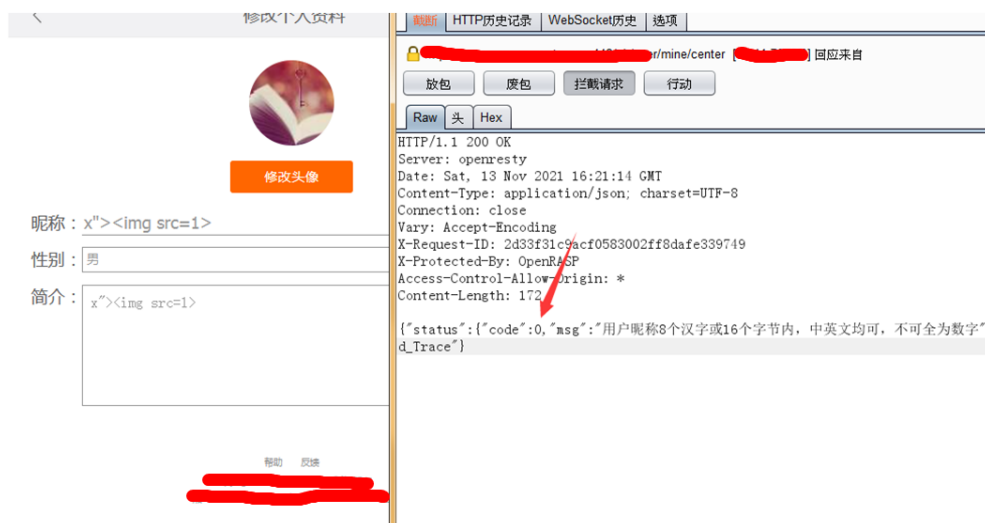 修改个人资料
修改头像
昵称：x"><img src=1>
性别：男
简介：x"><img src=1>
帮助 反馈
截断 HTTP历史记录 WebSocket历史 选项
er/mine/center [ ] 回应来自
放包 废包 拦截请求 行动
Raw 头 Hex
HTTP/1.1 200 OK
Server: openresty
Date: Sat, 13 Nov 2021 16:21:14 GMT
Content-Type: application/json; charset=UTF-8
Connection: close
Vary: Accept-Encoding
X-Request-ID: 2d33f31c9acf0583002ff8dafe339749
X-Protected-By: OpenRASP
Access-Control-Allow-Origin: *
Content-Length: 172
{"status":{"code":0,"msg":"用户昵称8个汉字或16个字节内，中英文均可，不可全为数字"
d_Trace"}